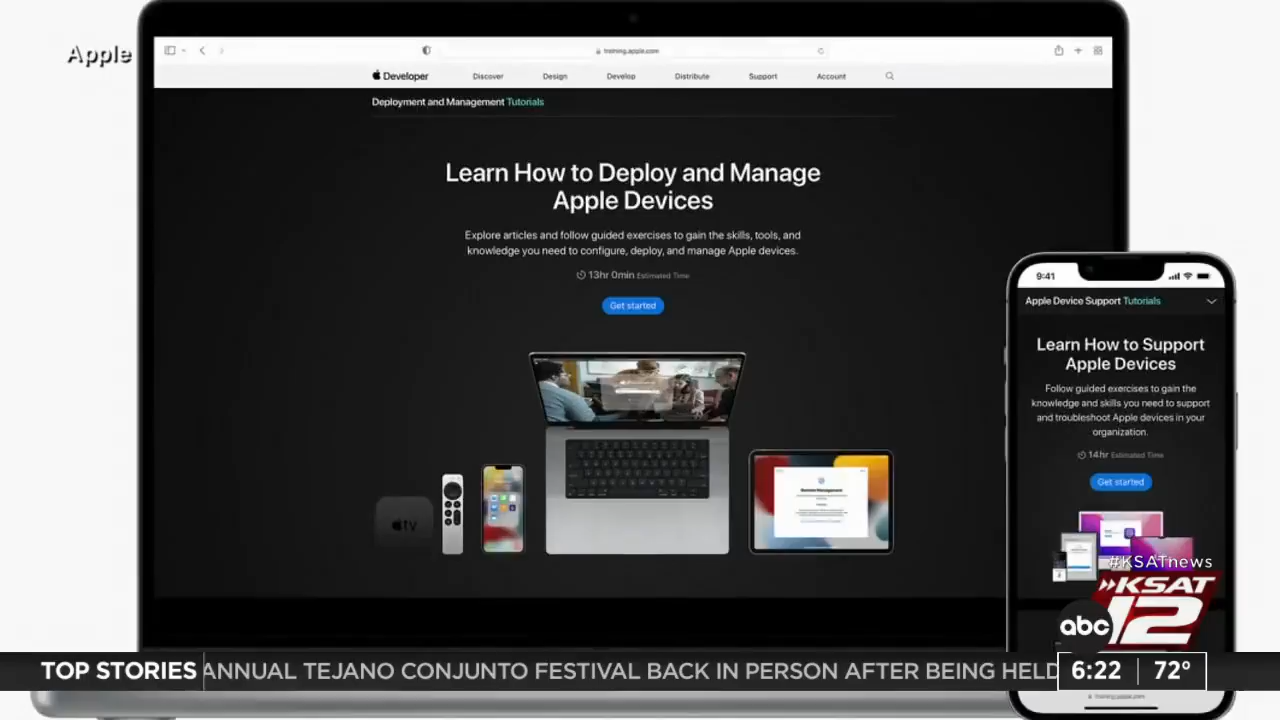 Apple
training.apple.com
Developer
Discover
Design
Develop
Distribute
Support
Account
Deployment and Management Tutorials
Learn How to Deploy and Manage
Apple Devices
Explore articles and follow guided exercises to gain the skills, tools, and
knowledge you need to configure, deploy, and manage Apple devices.
13hr 0min Estimated Time
Get started
tv
Remote Management
9:41
Apple Device Support Tutorials
Learn How to Support
Apple Devices
Follow guided exercises to gain the
knowledge and skills you need to support
and troubleshoot Apple devices in your
organization.
14hr Estimated Time
Get started
#KSATnews
KSAT
abc 12
TOP STORIES ANNUAL TEJANO CONJUNTO FESTIVAL BACK IN PERSON AFTER BEING HELD
6:22 72°
training.apple.com